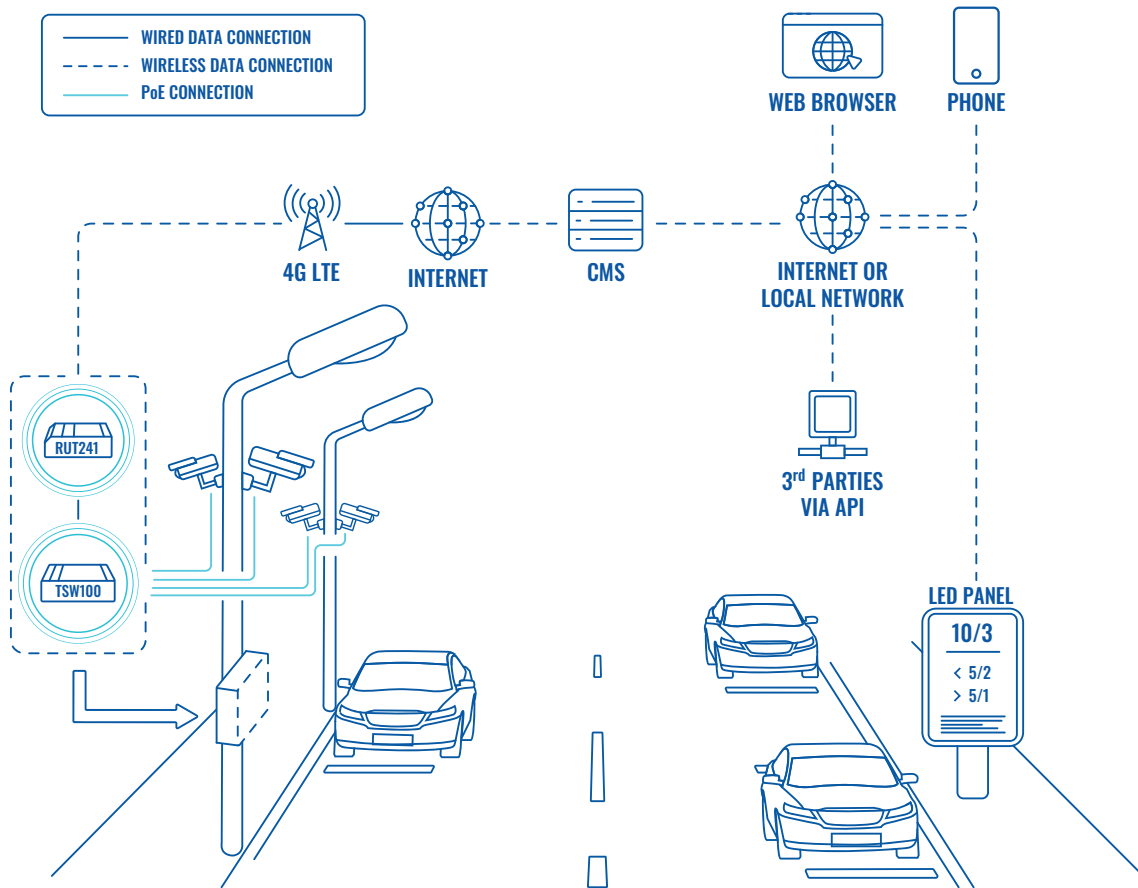 WIRED DATA CONNECTION
WIRELESS DATA CONNECTION
PoE CONNECTION
WEB BROWSER
PHONE
4G LTE
INTERNET
CMS
INTERNET OR
LOCAL NETWORK
RUT241
3rd PARTIES
VIA API
TSW100
LED PANEL
10/3
< 5/2
> 5/1